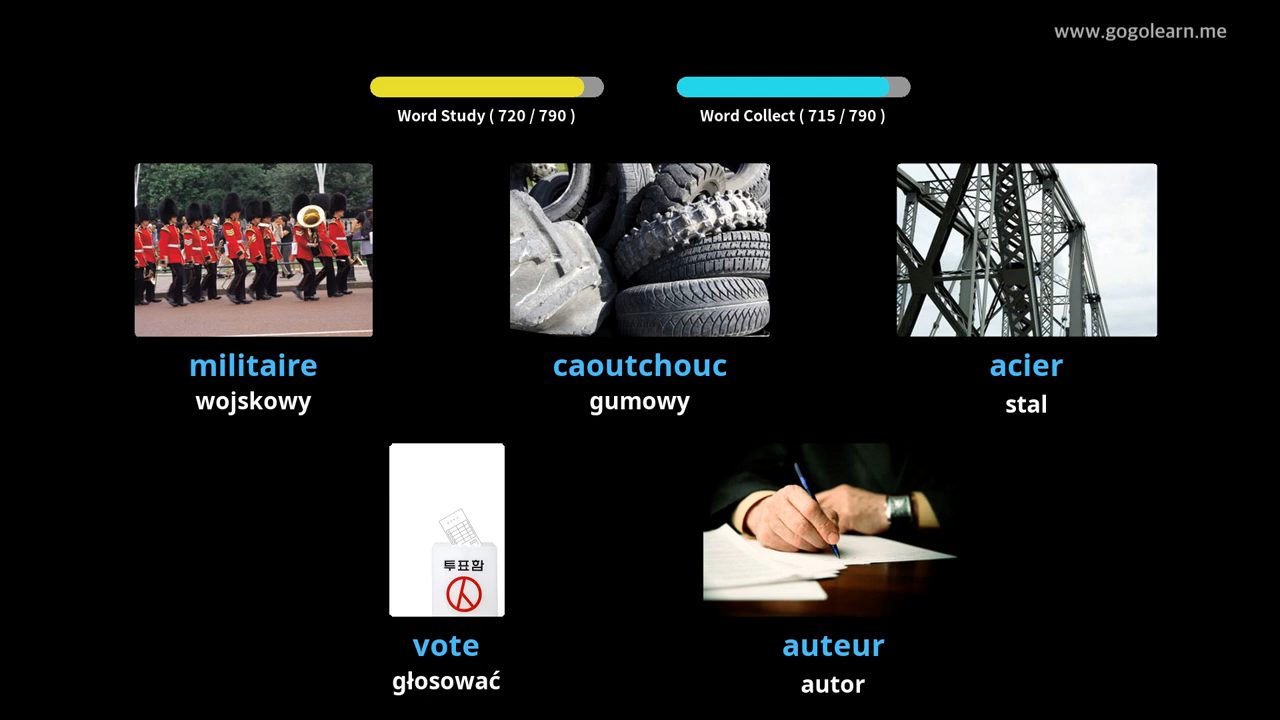 www.gogolearn.me
Word Study ( 720 / 790 )
Word Collect ( 715 / 790 )
militaire
wojskowy
caoutchouc
gumowy
acier
stal
투표함
vote
głosować
auteur
autor